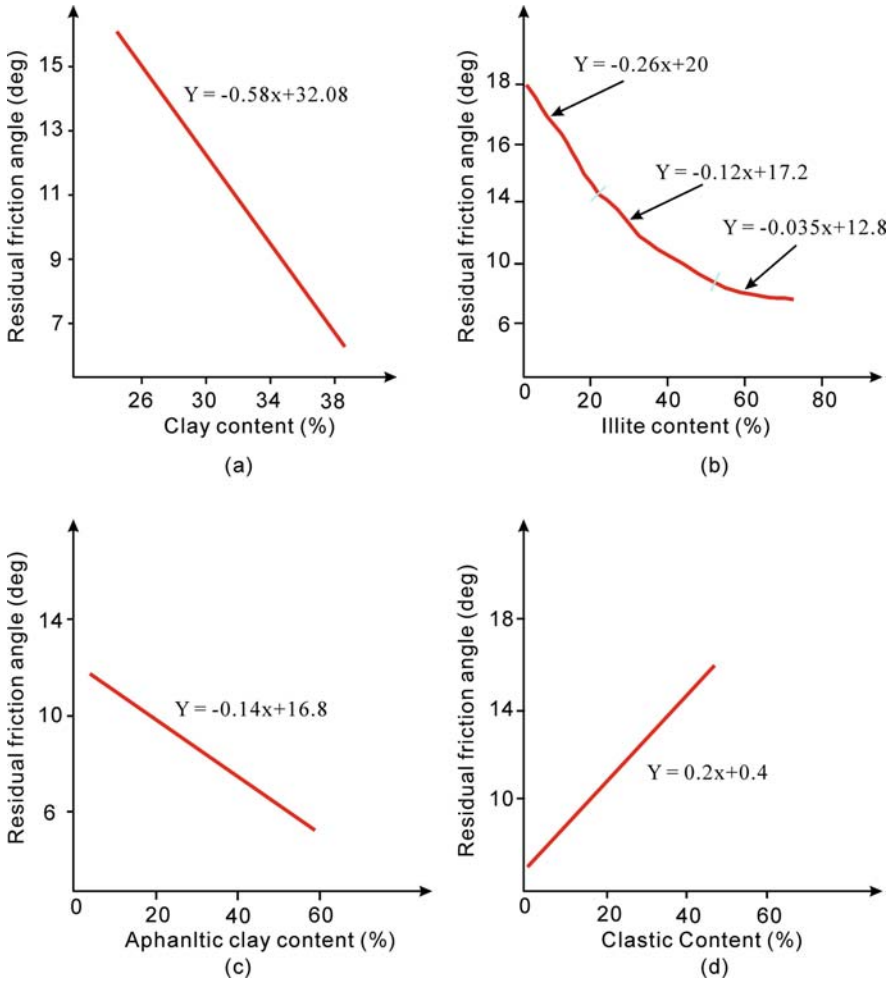 Residual friction angle (deg)
15
13
11
9
7
Y = -0.58x+32.08
26 30 34 38
Clay content (%)
(a)
Residual friction angle (deg)
18
16
14
10
6
Y = -0.26x+20
Y = -0.12x+17.2
Y = -0.035x+12.8
0 20 40 60 80
Illite content (%)
(b)
Residual friction angle (deg)
14
10
6
Y = -0.14x+16.8
0 20 40 60
Aphanltic clay content (%)
(c)
Residual friction angle (deg)
18
14
10
Y = 0.2x+0.4
0 20 40 60
Clastic Content (%)
(d)